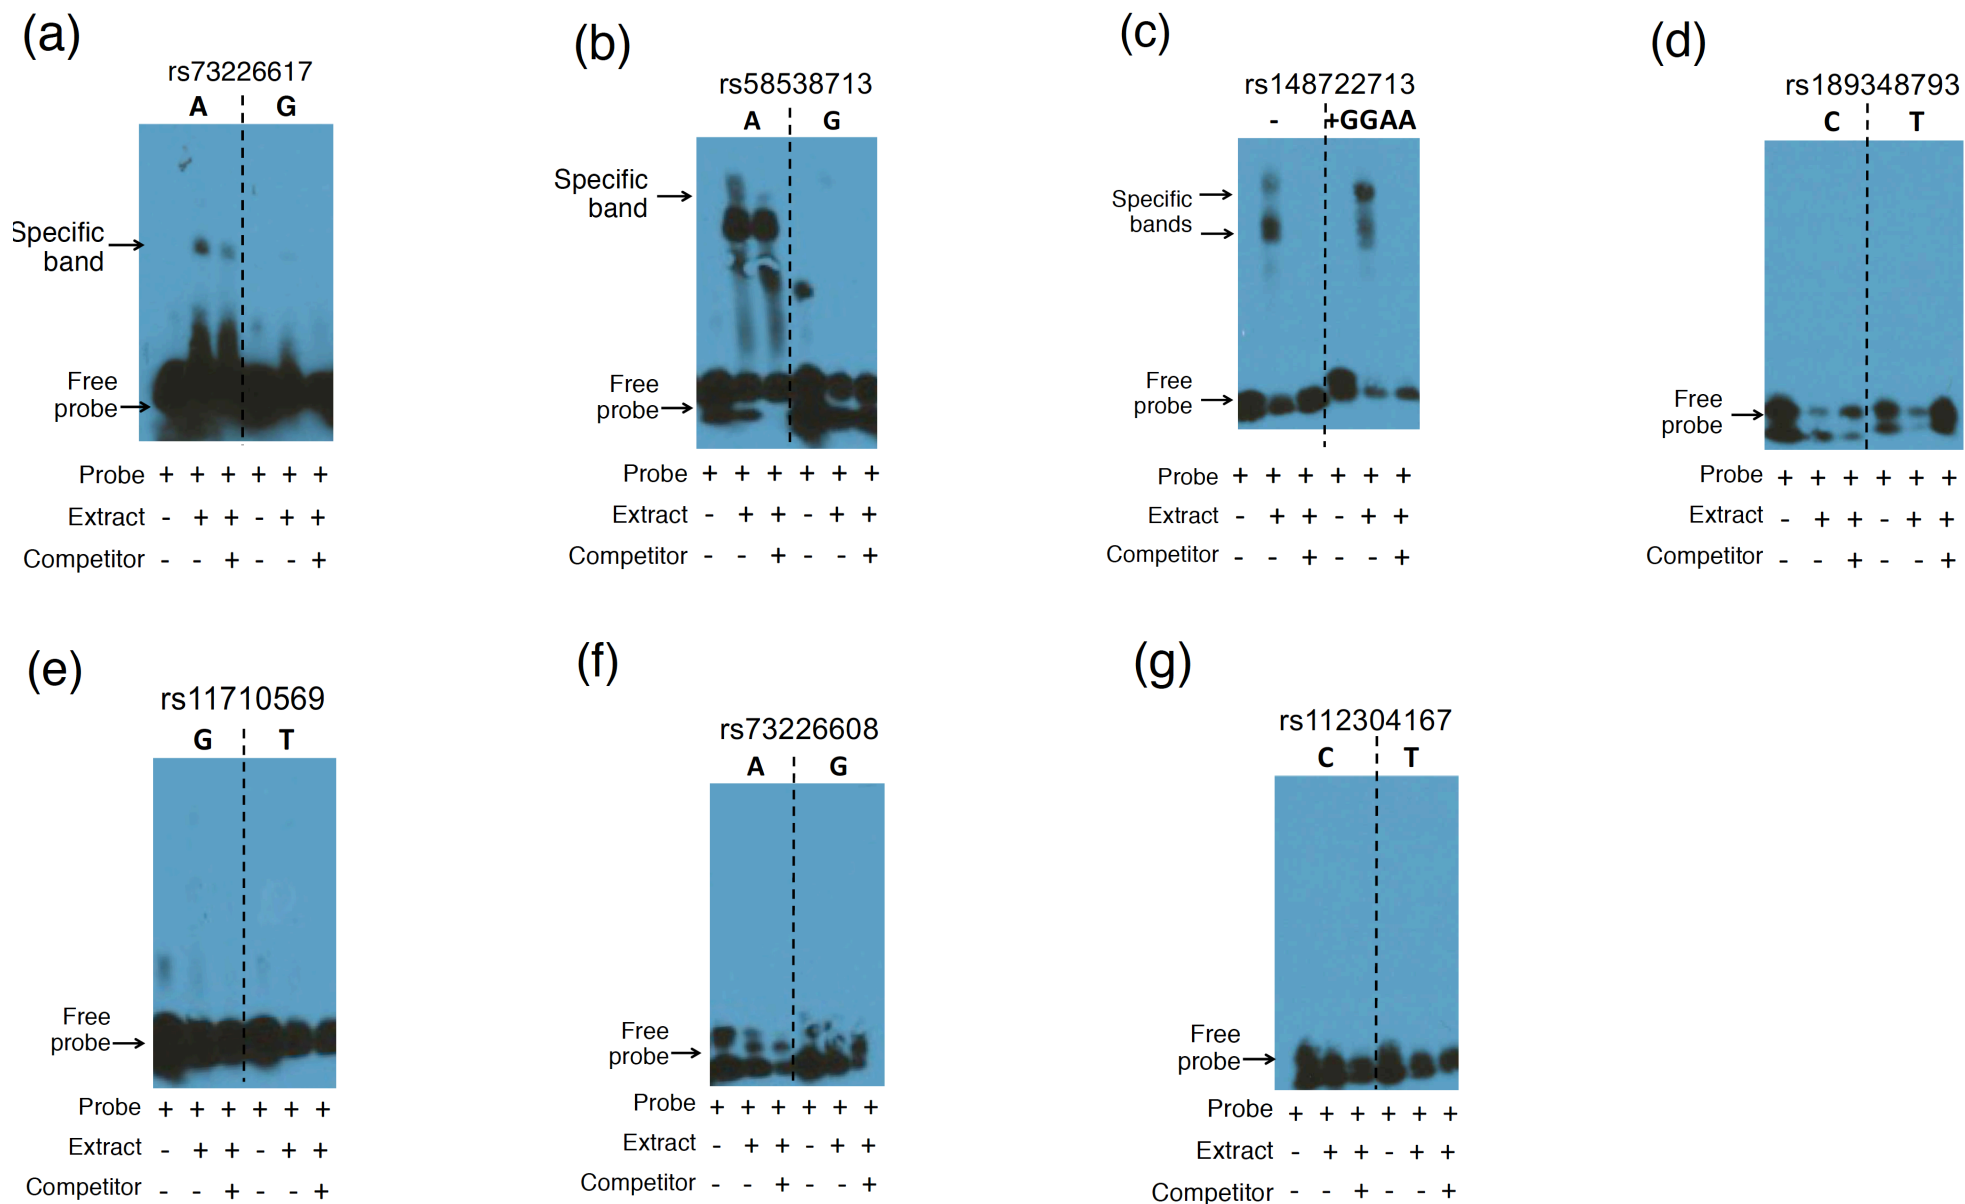 (a)
rs73226617
A G
Specific
band
Free
probe
Probe + + + + + +
Extract - + + - + +
Competitor - - + - - +
(b)
rs58538713
A G
Specific
band
Free
probe
Probe + + + + + +
Extract - + + - + +
Competitor - - + - - +
(c)
rs148722713
- +GGAA
Specific
bands
Free
probe
Probe + + + + + +
Extract - + + - + +
Competitor - - + - - +
(d)
rs189348793
C T
Free
probe
Probe + + + + + +
Extract - + + - + +
Competitor - - + - - +
(e)
rs11710569
G T
Free
probe
Probe + + + + + +
Extract - + + - + +
Competitor - - + - - +
(f)
rs73226608
A G
Free
probe
Probe + + + + + +
Extract - + + - + +
Competitor - - + - - +
(g)
rs112304167
C T
Free
probe
Probe + + + + + +
Extract - + + - + +
Competitor - - + - - +